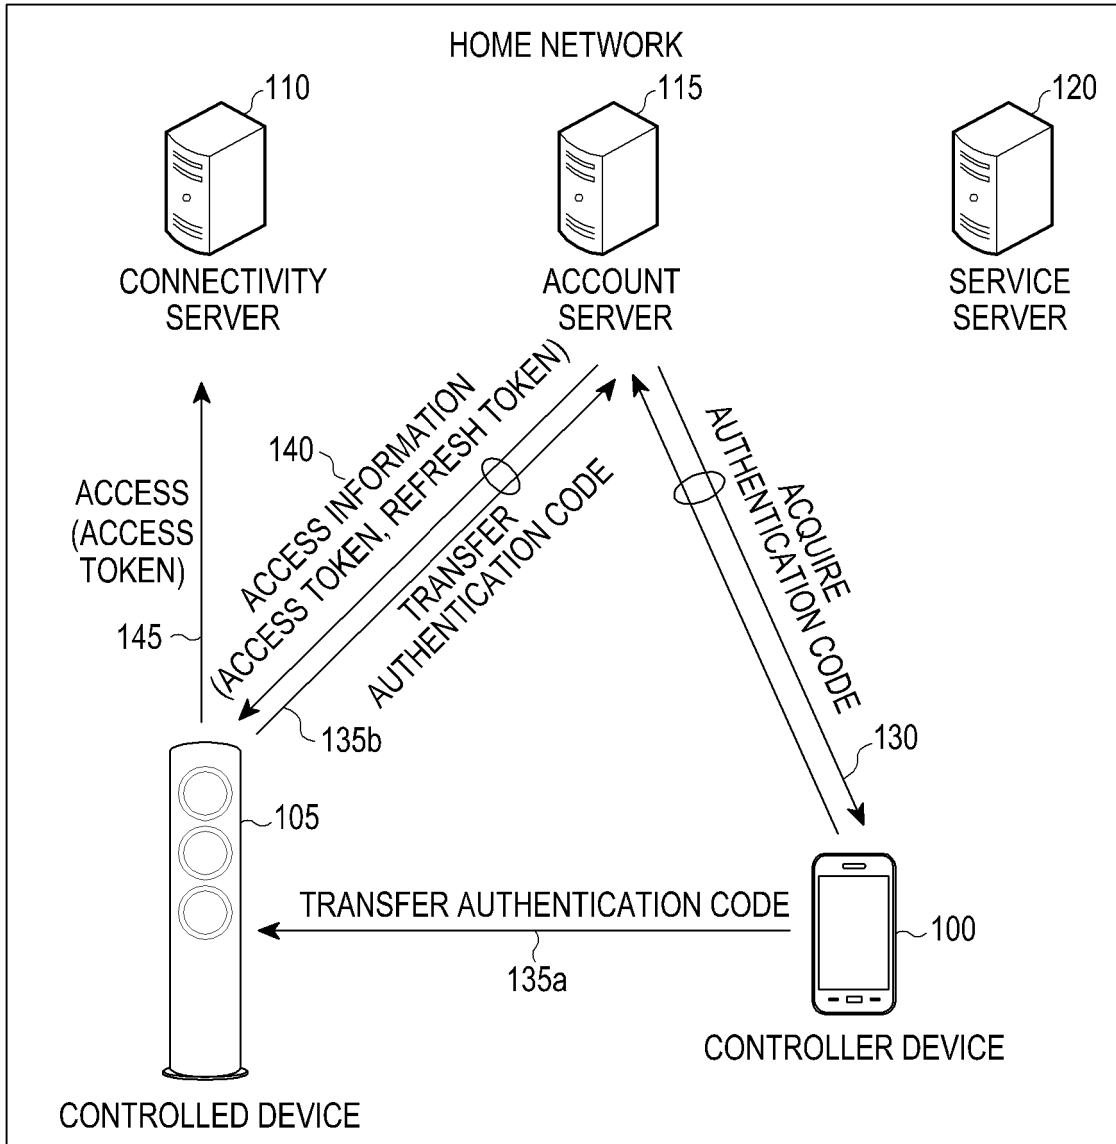 HOME NETWORK
110
115
120
CONNECTIVITY
SERVER
ACCOUNT
SERVER
SERVICE
SERVER
ACCESS
(ACCESS
TOKEN)
145
140
ACCESS INFORMATION
(ACCESS TOKEN, REFRESH TOKEN)
TRANSFER
AUTHENTICATION CODE
135b
ACQUIRE
AUTHENTICATION CODE
130
105
TRANSFER AUTHENTICATION CODE
135a
100
CONTROLLER DEVICE
CONTROLLED DEVICE